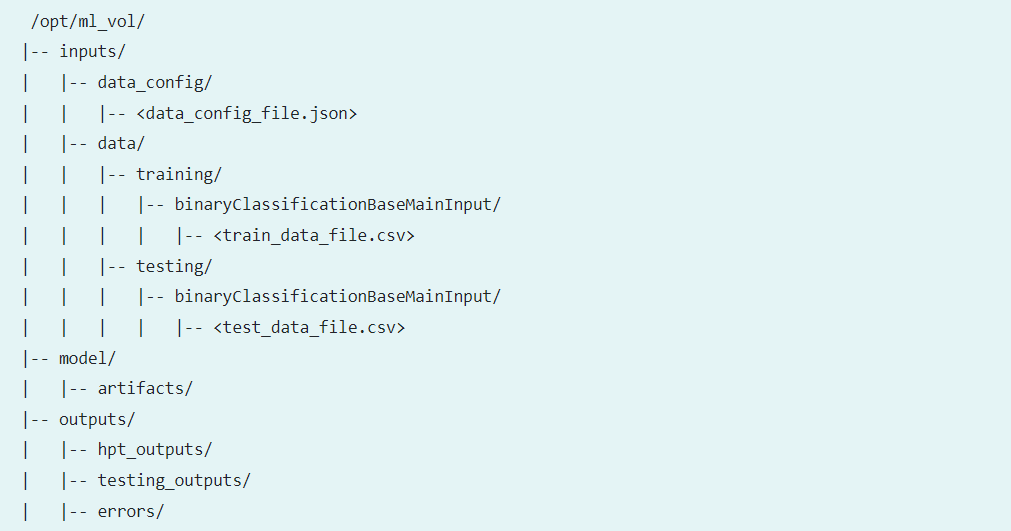 /opt/ml_vol/
|-- inputs/
|   |-- data_config/
|   |   |-- <data_config_file.json>
|   |-- data/
|   |   |-- training/
|   |   |   |-- binaryClassificationBaseMainInput/
|   |   |   |   |-- <train_data_file.csv>
|   |   |-- testing/
|   |   |   |-- binaryClassificationBaseMainInput/
|   |   |   |   |-- <test_data_file.csv>
|-- model/
|   |-- artifacts/
|-- outputs/
|   |-- hpt_outputs/
|   |-- testing_outputs/
|   |-- errors/